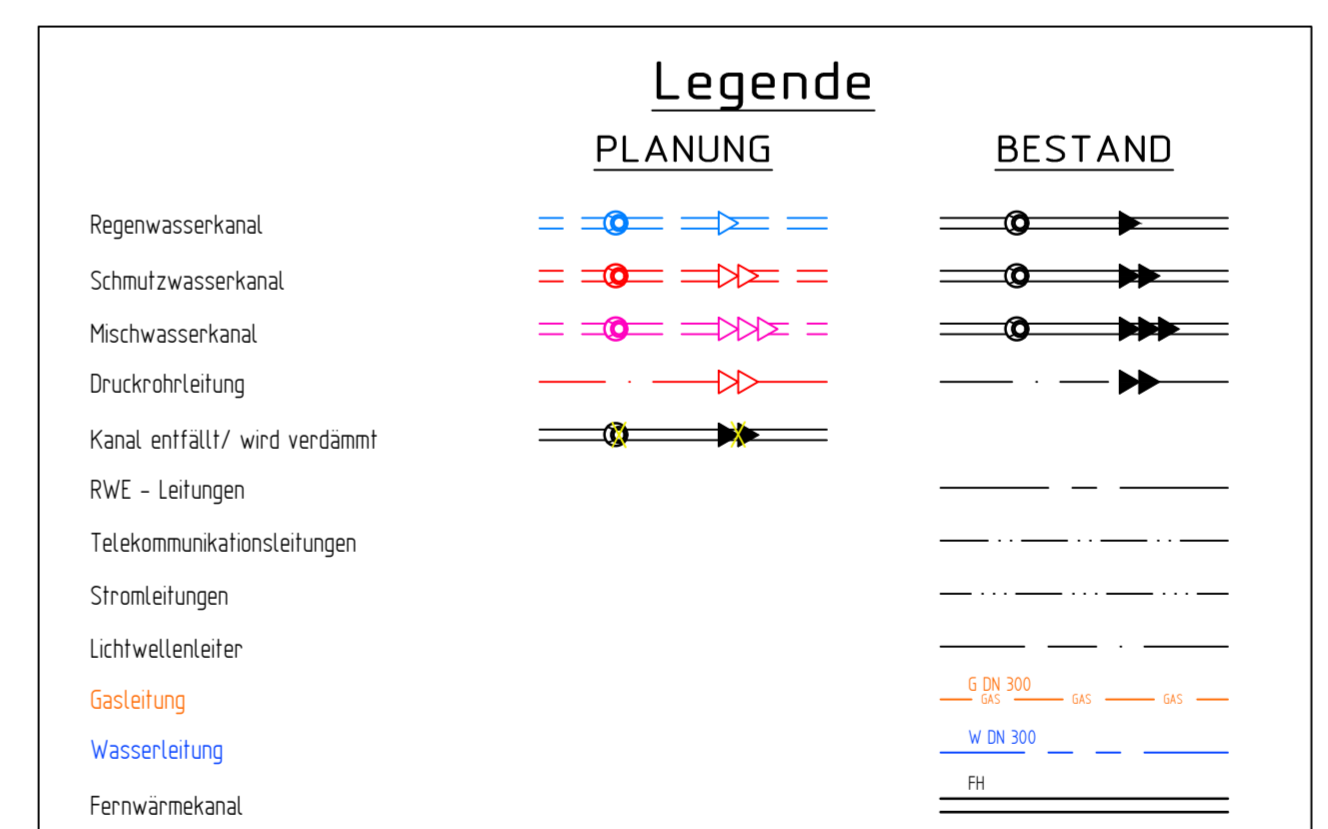 Legende
PLANUNG BESTAND
Regenwasserkanal
Schmutzwasserkanal
Mischwasserkanal
Druckrohrleitung
Kanal entfällt/ wird verdämmt
RWE - Leitungen
Telekommunikationsleitungen
Stromleitungen
Lichtwellenleiter
G DN 300
Gasleitung GAS GAS GAS
W DN 300
Wasserleitung
FH
Fernwärmekanal